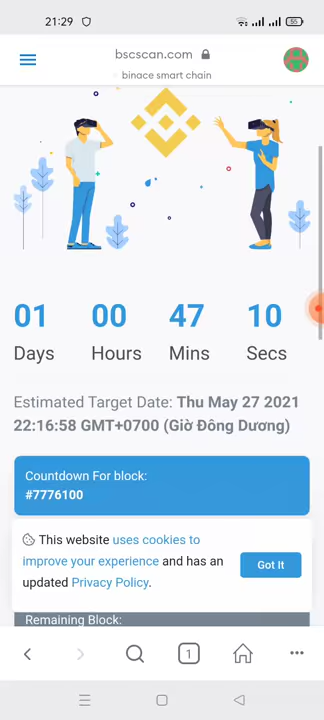 21:29
55
bscscan.com
binace smart chain
01 00 47 10
Days Hours Mins Secs
Estimated Target Date: Thu May 27 2021
22:16:58 GMT+0700 (Giờ Đông Dương)
Countdown For block:
#7776100
This website uses cookies to
improve your experience and has an
updated Privacy Policy.
Got It
Remaining Block:
1